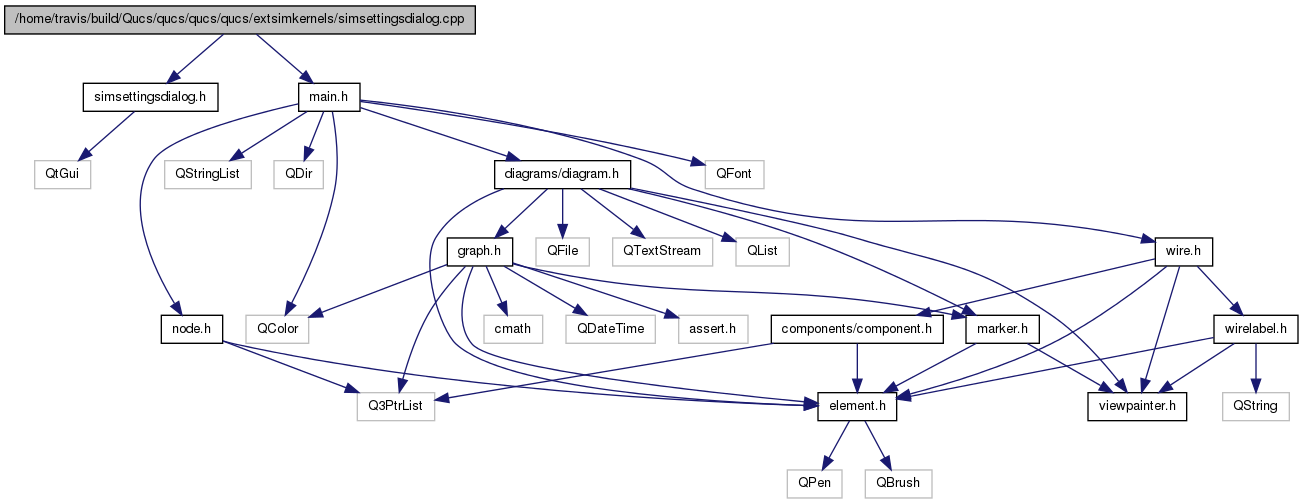 /home/travis/build/Qucs/qucs/qucs/qucs/extsimkernels/simsettingsdialog.cpp
simsettingsdialog.h
main.h
QtGui
QStringList
QDir
diagrams/diagram.h
QFont
graph.h
QFile
QTextStream
QList
wire.h
node.h
QColor
cmath
QDateTime
assert.h
components/component.h
marker.h
wirelabel.h
Q3PtrList
element.h
viewpainter.h
QString
QPen
QBrush